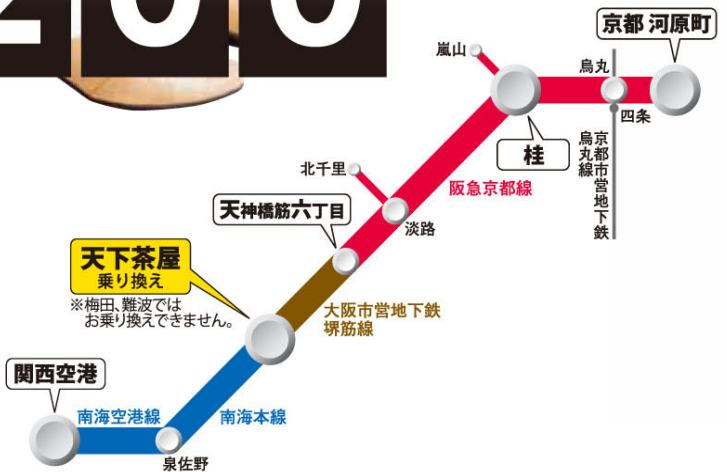 200
京都 河原町
嵐山
烏丸
四条
桂
京都市営地下鉄
烏丸線
阪急京都線
北千里
天神橋筋六丁目
淡路
天下茶屋
乗り換え
※梅田、難波では
お乗り換えできません。
大阪市営地下鉄
堺筋線
関西空港
南海空港線
南海本線
泉佐野